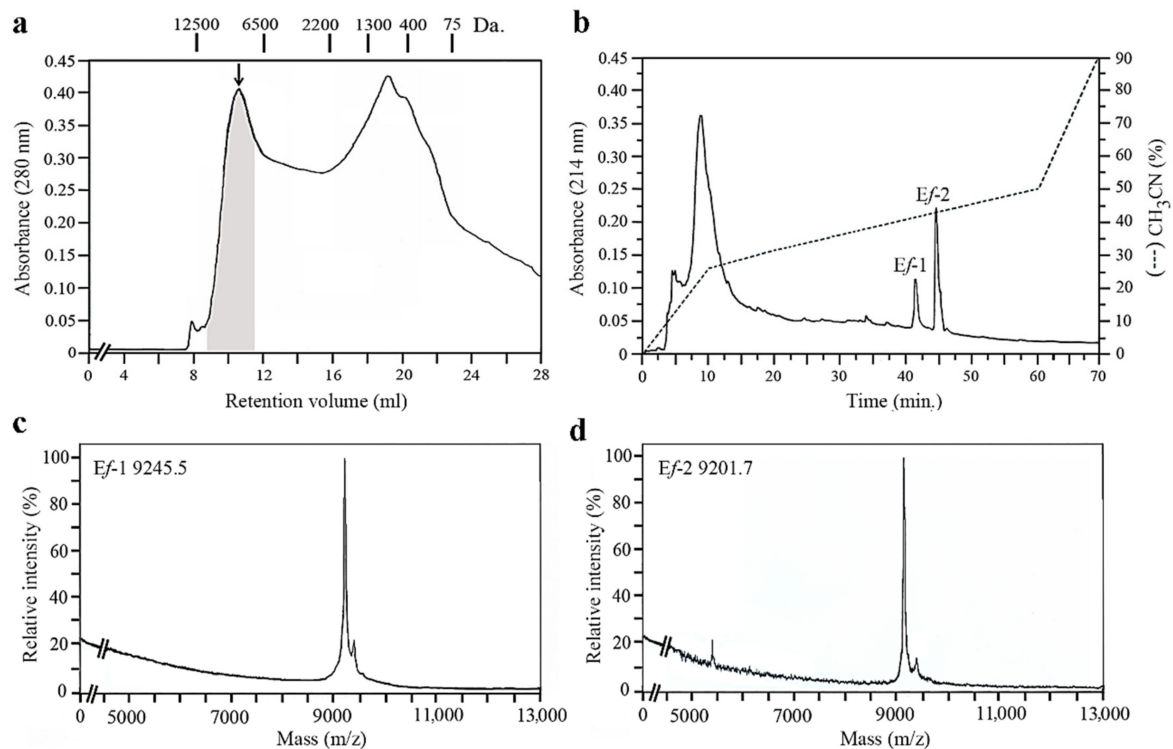 a
12500 6500 2200 1300 400 75 Da.
0.45
0.40
0.35
0.30
0.25
0.20
0.15
0.10
0.05
0
Absorbance (280 nm)
0 4 8 12 16 20 24 28
Retention volume (ml)
b
0.45
0.40
0.35
0.30
0.25
0.20
0.15
0.10
0.05
0
Absorbance (214 nm)
Ef-1
Ef-2
90
80
70
60
50
40
30
20
10
0
(---) CH₃CN (%)
0 10 20 30 40 50 60 70
Time (min.)
c
Ef-1 9245.5
100
80
60
40
20
0
Relative intensity (%)
0 5000 7000 9000 11,000 13,000
Mass (m/z)
d
Ef-2 9201.7
100
80
60
40
20
0
Relative intensity (%)
0 5000 7000 9000 11,000 13,000
Mass (m/z)